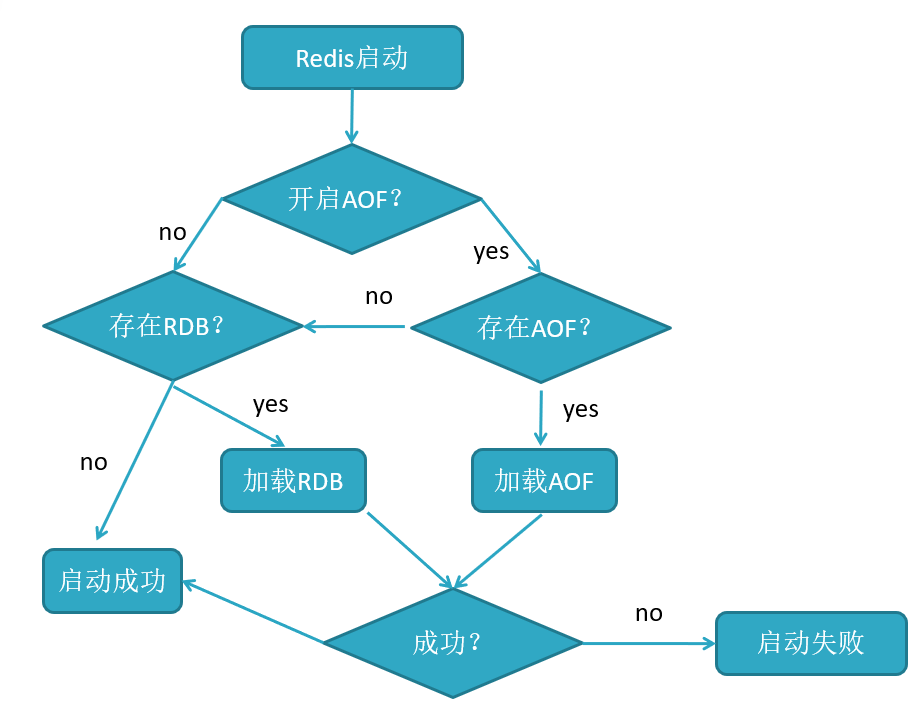 Redis启动
开启AOF？
no
yes
存在RDB？
no
存在AOF？
yes
yes
no
加载RDB
加载AOF
启动成功
成功？
no
启动失败